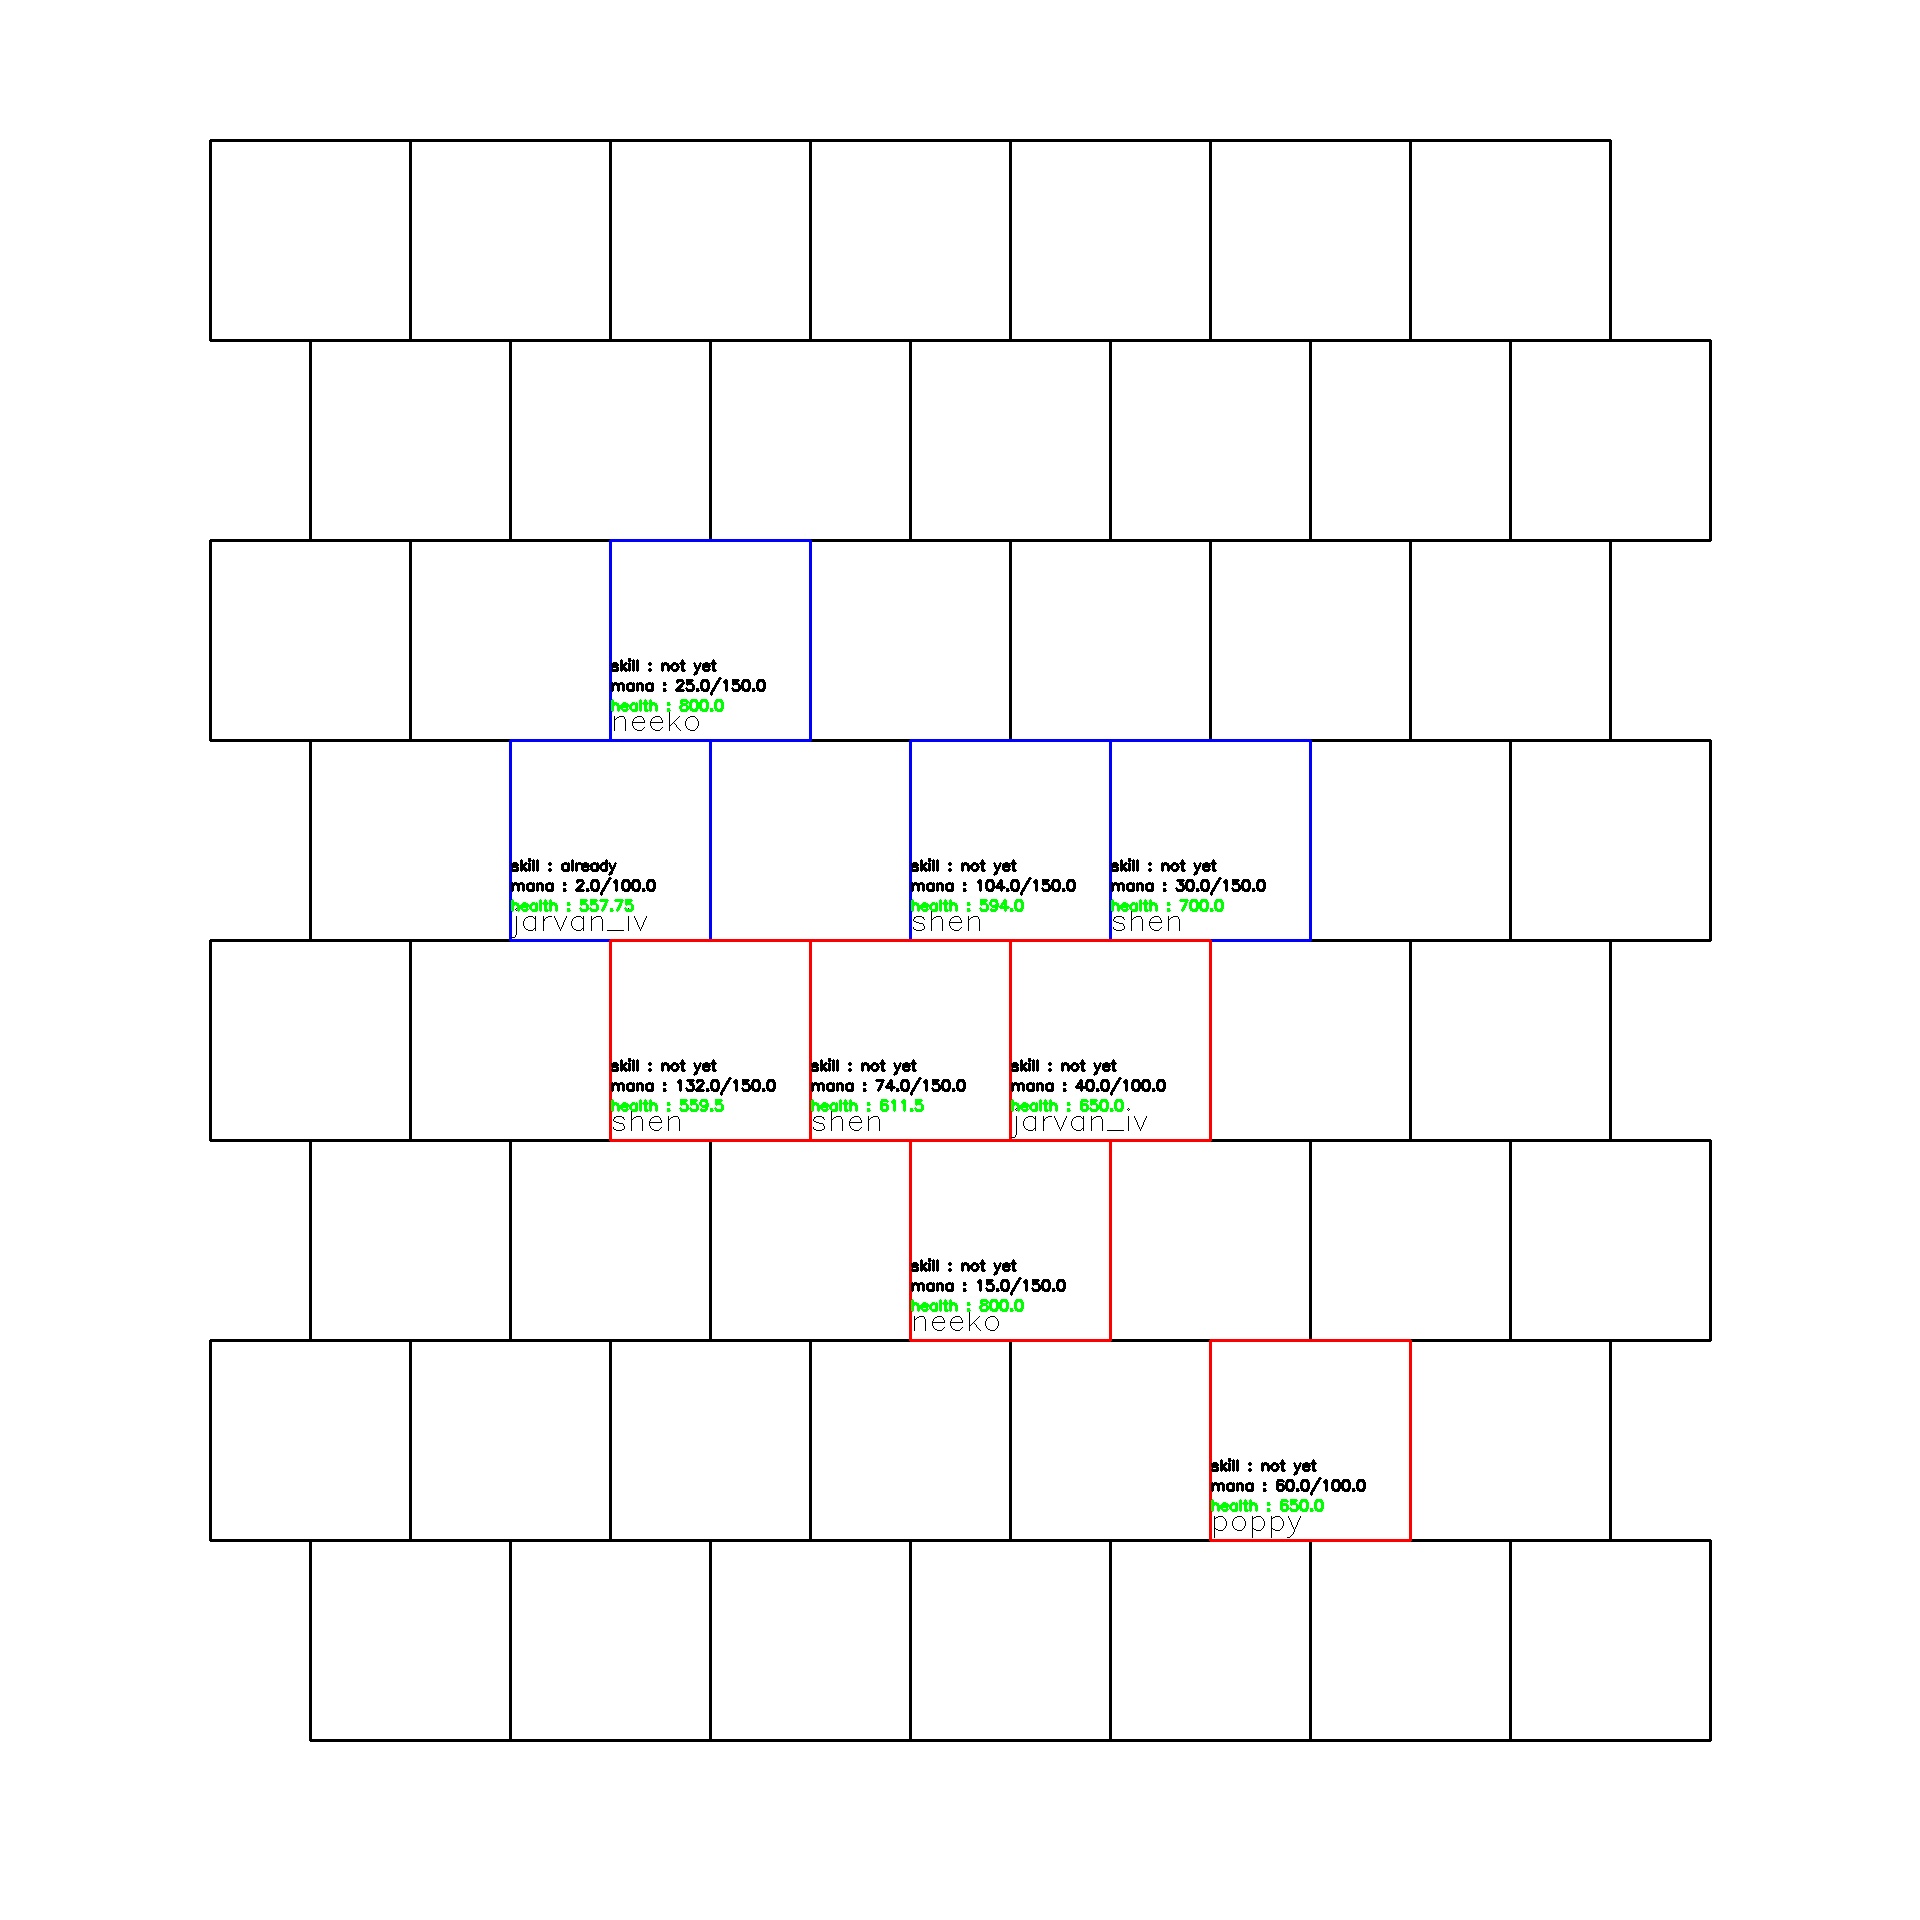 skill : not yet
mana : 25.0/150.0
health : 800.0
neeko
skill : already
mana : 2.0/100.0
health : 557.75
jarvan_iv
skill : not yet
mana : 104.0/150.0
health : 594.0
shen
skill : not yet
mana : 30.0/150.0
health : 700.0
shen
skill : not yet
mana : 132.0/150.0
health : 559.5
shen
skill : not yet
mana : 74.0/150.0
health : 611.5
shen
skill : not yet
mana : 40.0/100.0
health : 650.0
jarvan_iv
skill : not yet
mana : 15.0/150.0
health : 800.0
neeko
skill : not yet
mana : 60.0/100.0
health : 650.0
poppy